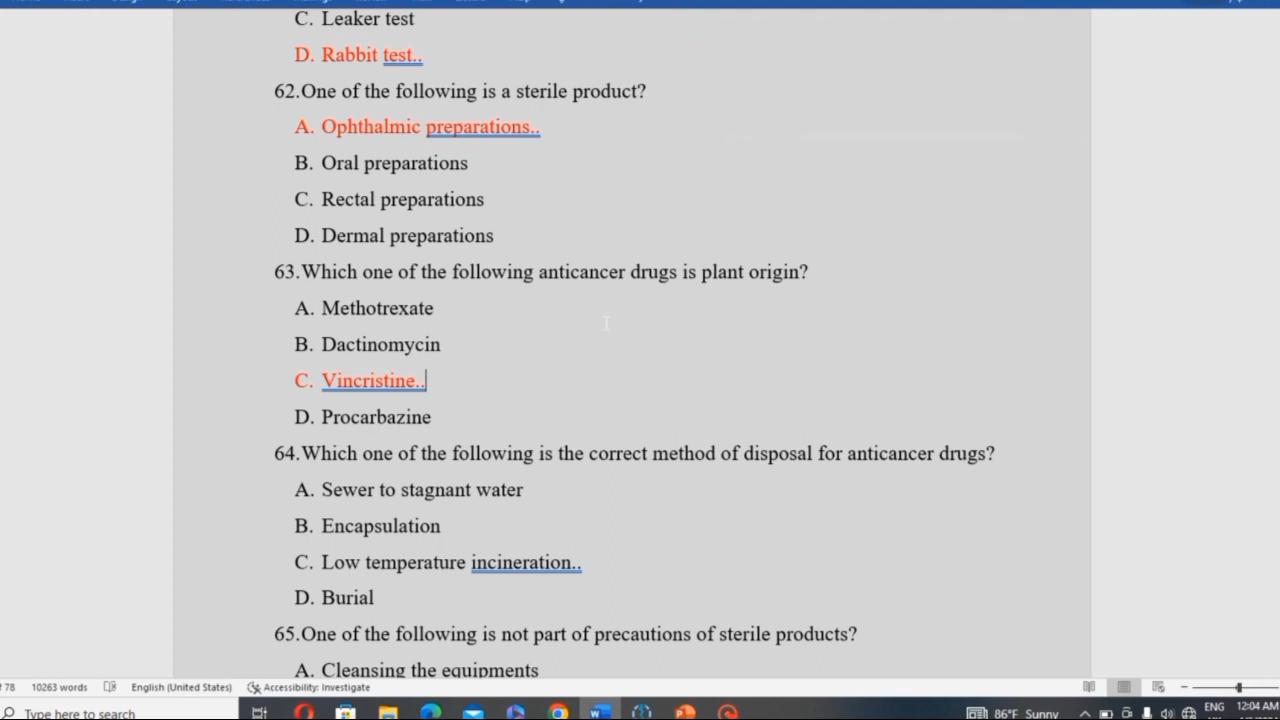 C. Leaker test
D. Rabbit test..
62.One of the following is a sterile product?
A. Ophthalmic preparations..
B. Oral preparations
C. Rectal preparations
D. Dermal preparations
63.Which one of the following anticancer drugs is plant origin?
A. Methotrexate
B. Dactinomycin
C. Vincristine..
D. Procarbazine
64.Which one of the following is the correct method of disposal for anticancer drugs?
A. Sewer to stagnant water
B. Encapsulation
C. Low temperature incineration..
D. Burial
65.One of the following is not part of precautions of sterile products?
A. Cleansing the equipments
78 10263 words English (United States) Accessibility: Investigate
Type here to search 86°F Sunny ENG 12:04 AM